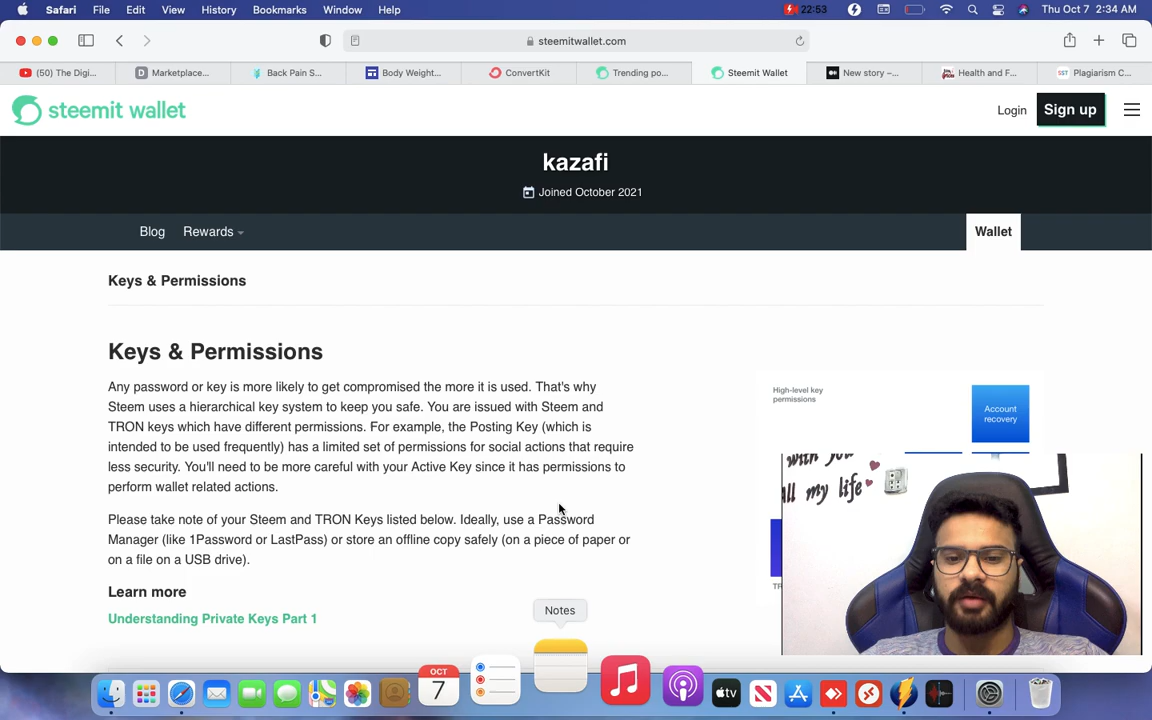 Safari File Edit View History Bookmarks Window Help 22:53 Thu Oct 7 2:34 AM
steemitwallet.com
(50) The Digi... Marketplace... Back Pain S... Body Weight... ConvertKit Trending po... Steemit Wallet New story –... Health and F... Plagiarism C...
steemit wallet Login Sign up
kazafi
Joined October 2021
Blog Rewards Wallet
Keys & Permissions
Keys & Permissions
Any password or key is more likely to get compromised the more it is used. That's why
Steem uses a hierarchical key system to keep you safe. You are issued with Steem and
TRON keys which have different permissions. For example, the Posting Key (which is
intended to be used frequently) has a limited set of permissions for social actions that require
less security. You'll need to be more careful with your Active Key since it has permissions to
perform wallet related actions.
Please take note of your Steem and TRON Keys listed below. Ideally, use a Password
Manager (like 1Password or LastPass) or store an offline copy safely (on a piece of paper or
on a file on a USB drive).
Learn more
Understanding Private Keys Part 1
High-level key
permissions
Account
recovery
with you
all my life
Notes
OCT
7
tv